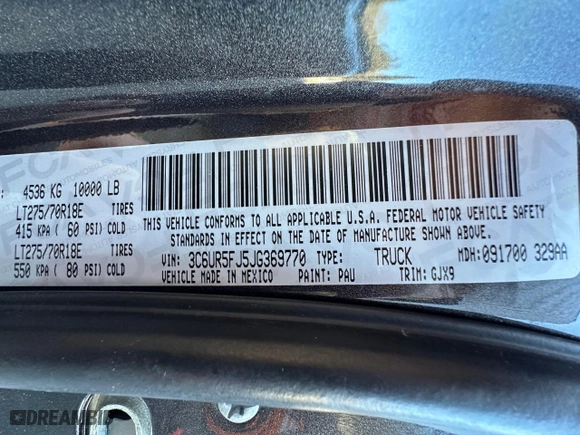 : 4536 KG 10000 LB
LT275/70R18E TIRES
415 KPA ( 60 PSI) COLD
LT275/70R18E TIRES
550 KPA ( 80 PSI) COLD
THIS VEHICLE CONFORMS TO ALL APPLICABLE U.S.A. FEDERAL MOTOR VEHICLE SAFETY
STANDARDS IN EFFECT ON THE DATE OF MANUFACTURE SHOWN ABOVE.
VIN: 3C6UR5FJ5JG369770 TYPE: TRUCK MDH:091700 329AA
VEHICLE MADE IN MEXICO PAINT: PAU TRIM: GJX9
DREAMBID